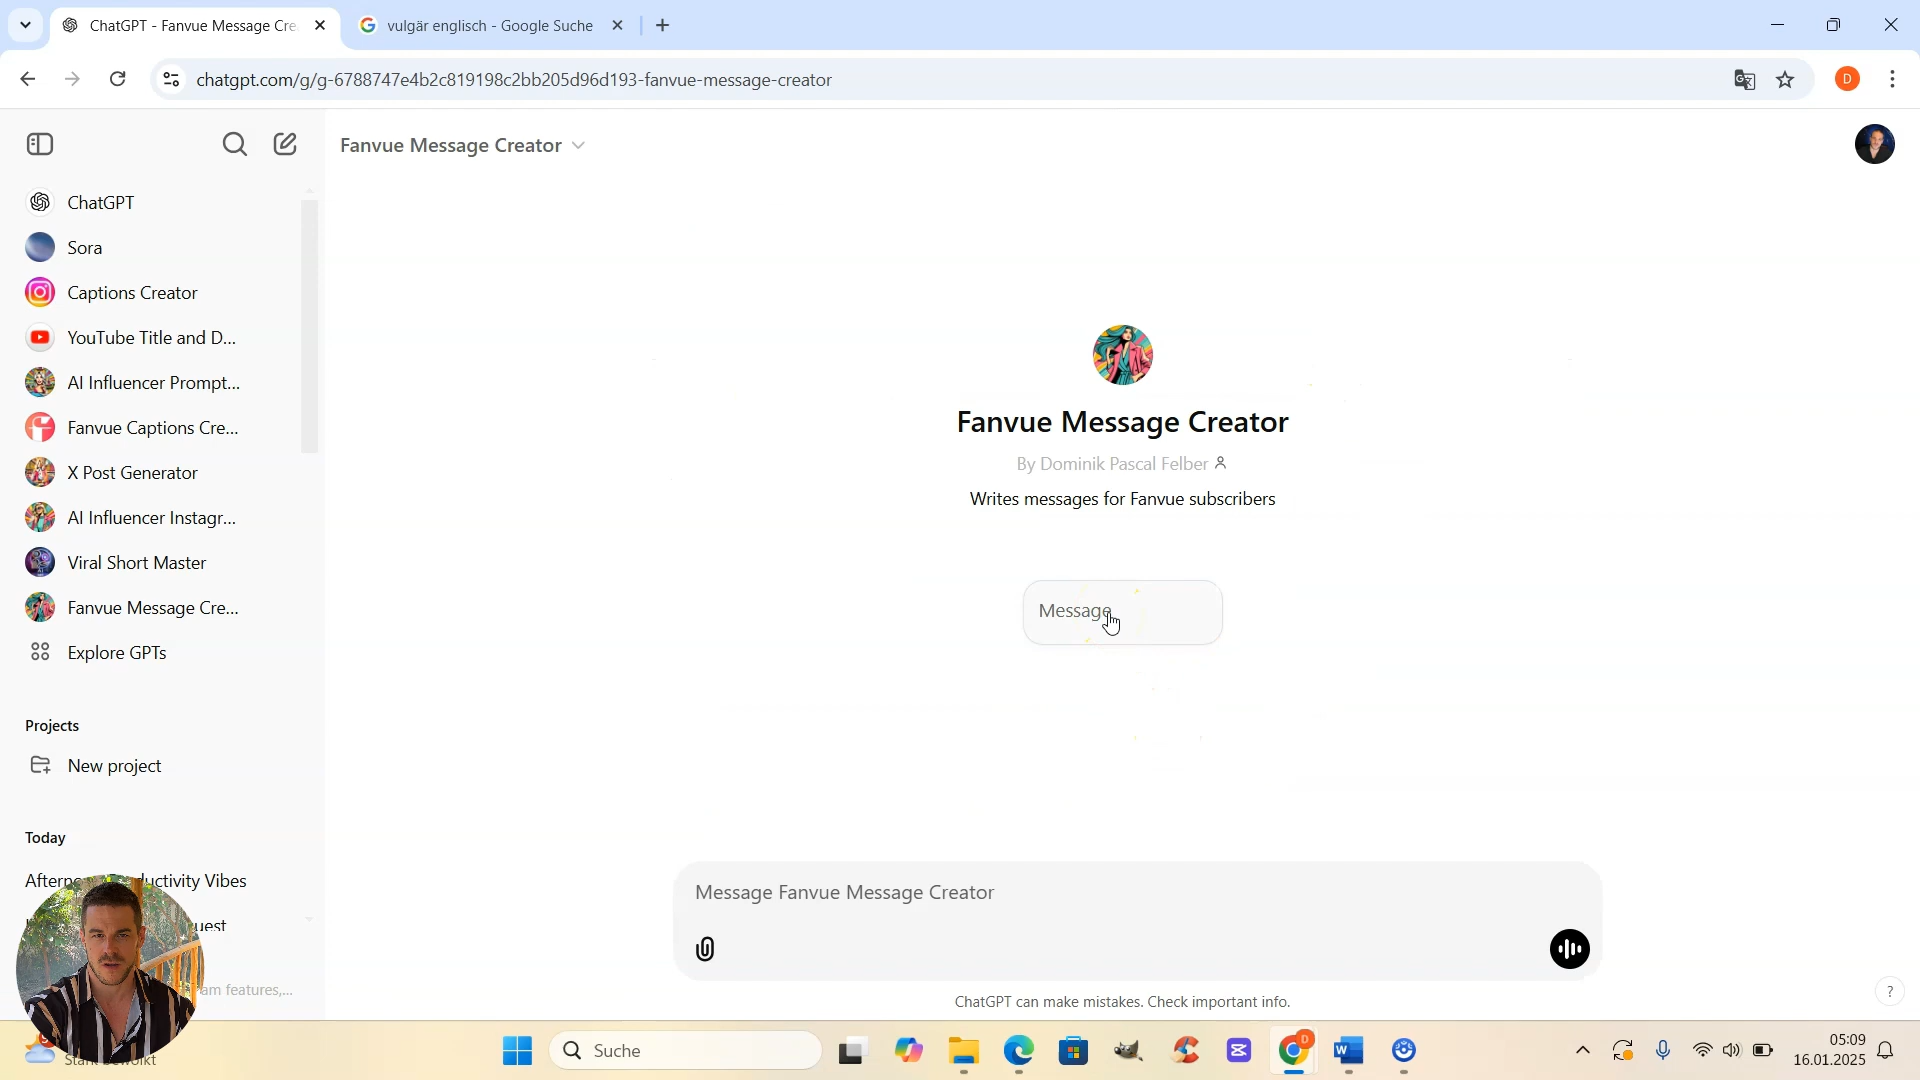 ChatGPT - Fanvue Message Cre
vulgär englisch - Google Suche
chatgpt.com/g/g-6788747e4b2c819198c2bb205d96d193-fanvue-message-creator
D
Fanvue Message Creator
ChatGPT
Sora
Captions Creator
YouTube Title and D...
AI Influencer Prompt...
Fanvue Captions Cre...
X Post Generator
AI Influencer Instagr...
Viral Short Master
Fanvue Message Cre...
Explore GPTs
Projects
New project
Today
uctivity Vibes
uest
am features,...
Fanvue Message Creator
By Dominik Pascal Felber
Writes messages for Fanvue subscribers
Message
Message Fanvue Message Creator
ChatGPT can make mistakes. Check important info.
?
Suche
D
05:09
16.01.2025